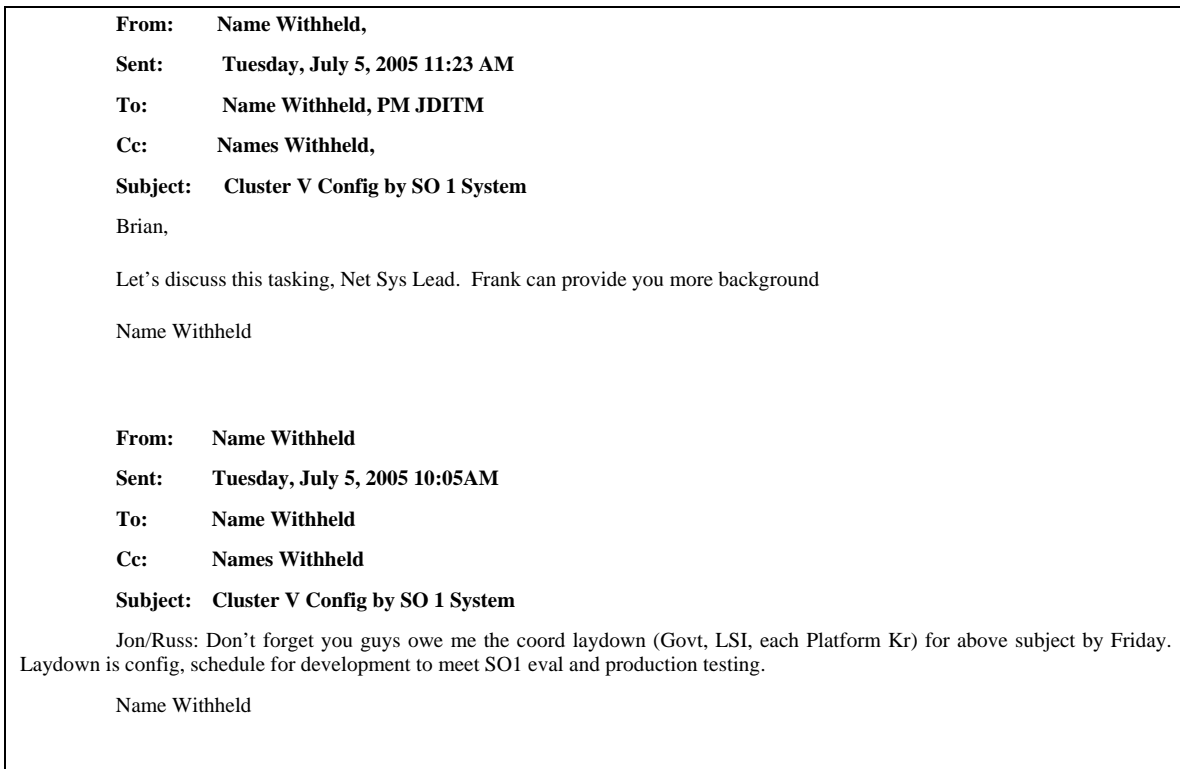 From: Name Withheld,
Sent: Tuesday, July 5, 2005 11:23 AM
To: Name Withheld, PM JDITM
Cc: Names Withheld,
Subject: Cluster V Config by SO 1 System
Brian,
Let’s discuss this tasking, Net Sys Lead. Frank can provide you more background
Name Withheld
From: Name Withheld
Sent: Tuesday, July 5, 2005 10:05AM
To: Name Withheld
Cc: Names Withheld
Subject: Cluster V Config by SO 1 System
Jon/Russ: Don’t forget you guys owe me the coord laydown (Govt, LSI, each Platform Kr) for above subject by Friday.
Laydown is config, schedule for development to meet SO1 eval and production testing.
Name Withheld